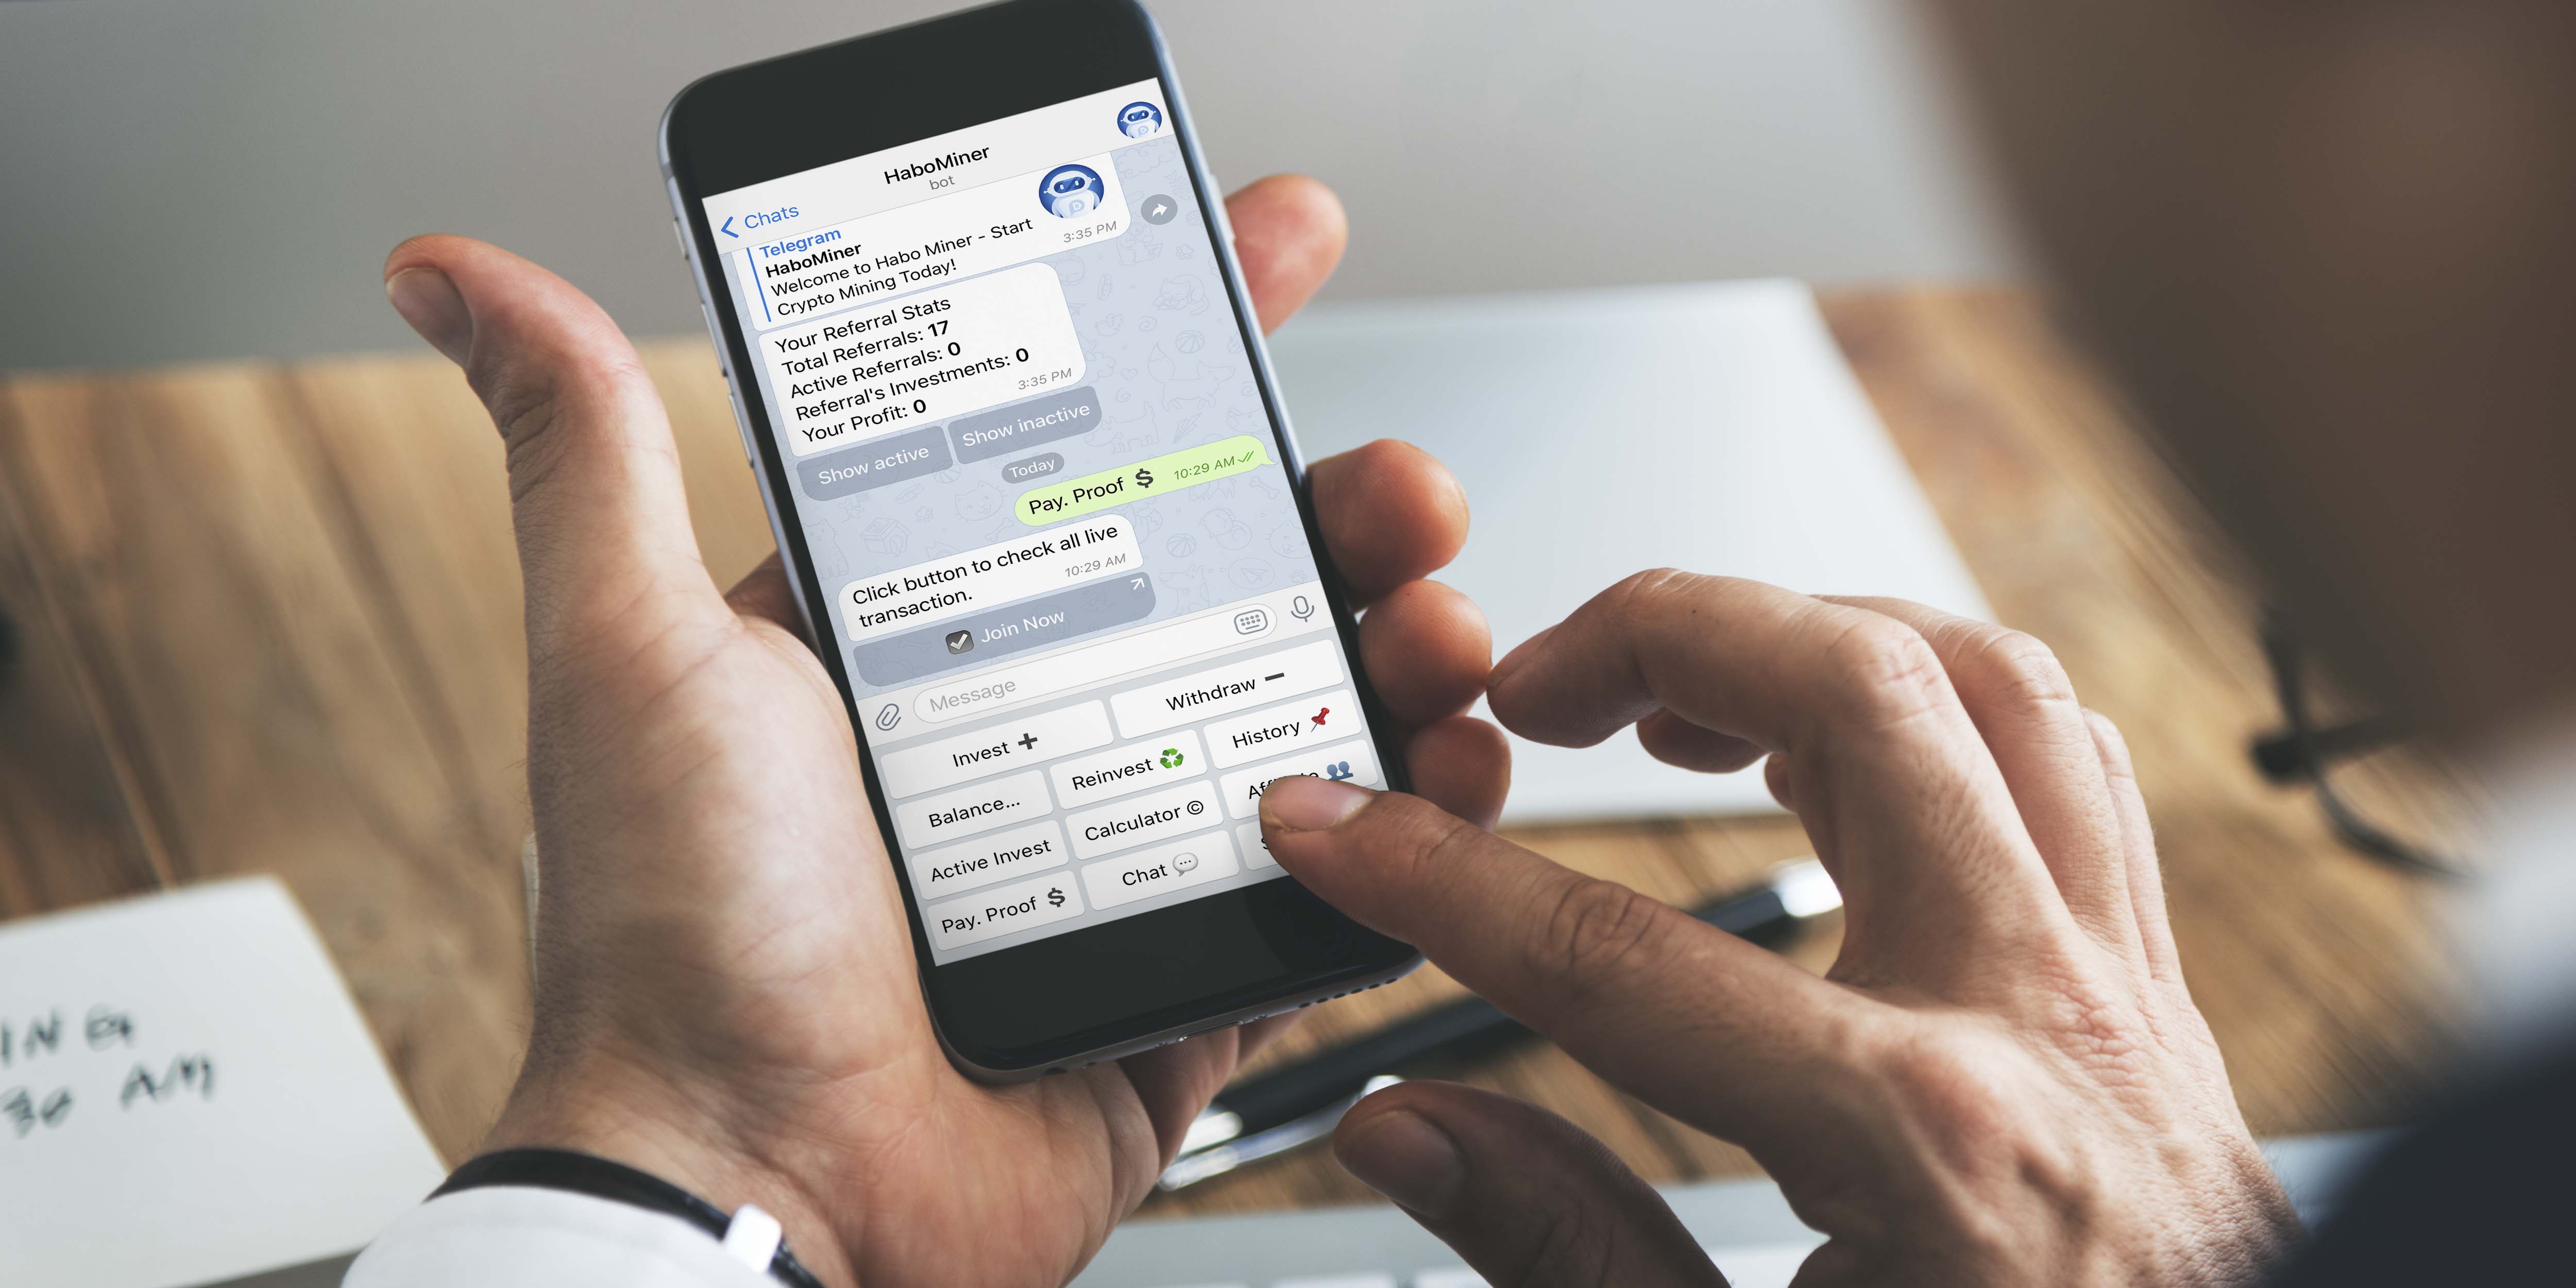 HaboMiner
bot
Chats
Telegram
HaboMiner
Welcome to Habo Miner - Start
Crypto Mining Today!
3:35 PM
Your Referral Stats
Total Referrals: 17
Active Referrals: 0
Referral's Investments: 0
Your Profit: 0
3:35 PM
Show active
Show inactive
Today
Pay. Proof $ 10:29 AM
Click button to check all live
transaction.
10:29 AM
Join Now
Message
Invest +
Withdraw −
Balance...
Reinvest
History
Active Invest
Calculator ©
Pay. Proof $
Chat
AM